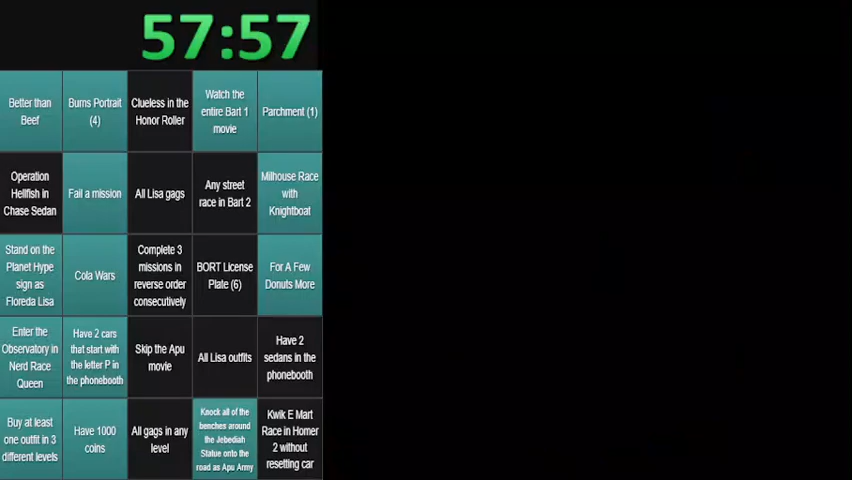 57:57
Better than
Beef
Burns Portrait
(4)
Clueless in the
Honor Roller
Watch the
entire Bart 1
movie
Parchment (1)
Operation
Hellfish in
Chase Sedan
Fail a mission
All Lisa gags
Any street
race in Bart 2
Milhouse Race
with
Knightboat
Stand on the
Planet Hype
sign as
Floreda Lisa
Cola Wars
Complete 3
missions in
reverse order
consecutively
BORT License
Plate (6)
For A Few
Donuts More
Enter the
Observatory in
Nerd Race
Queen
Have 2 cars
that start with
the letter P in
the phonebooth
Skip the Apu
movie
All Lisa outfits
Have 2
sedans in the
phonebooth
Buy at least
one outfit in 3
different levels
Have 1000
coins
All gags in any
level
Knock all of the
benches around
the Jebediah
Statue onto the
road as Apu Army
Kwik E Mart
Race in Homer
2 without
resetting car